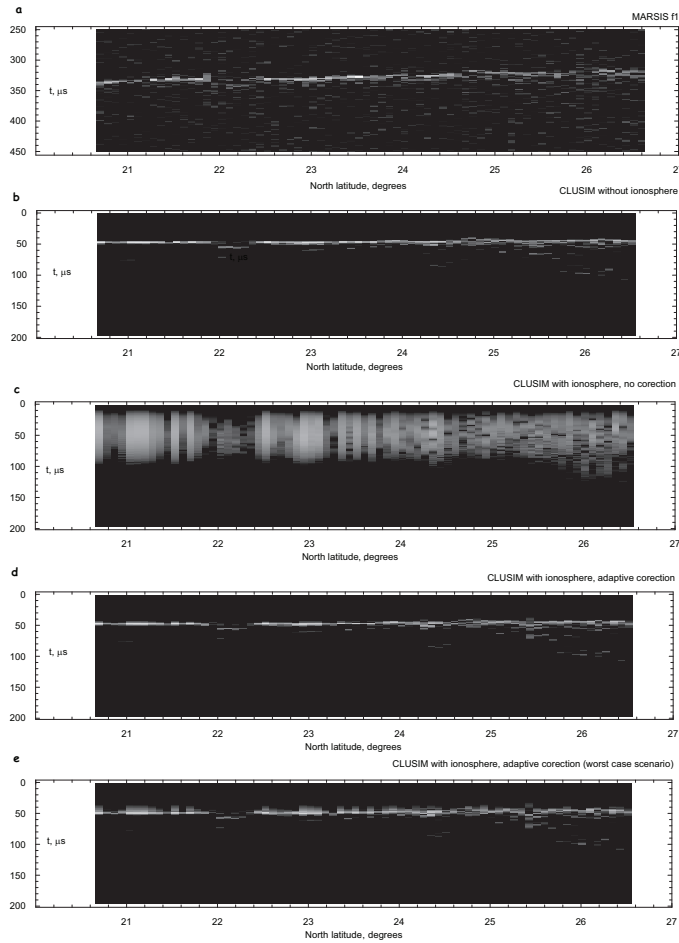 a
MARSIS f1
250
300
t, μs
350
400
450
21 22 23 24 25 26 27
North latitude, degrees
b
CLUSIM without ionosphere
0
50
t, μs
t, μs
100
150
200
21 22 23 24 25 26 27
North latitude, degrees
c
CLUSIM with ionosphere, no corection
0
50
t, μs
100
150
200
21 22 23 24 25 26 27
North latitude, degrees
d
CLUSIM with ionosphere, adaptive corection
0
50
t, μs
100
150
200
21 22 23 24 25 26 27
North latitude, degrees
e
CLUSIM with ionosphere, adaptive corection (worst case scenario)
0
50
t, μs
100
150
200
21 22 23 24 25 26 27
North latitude, degrees